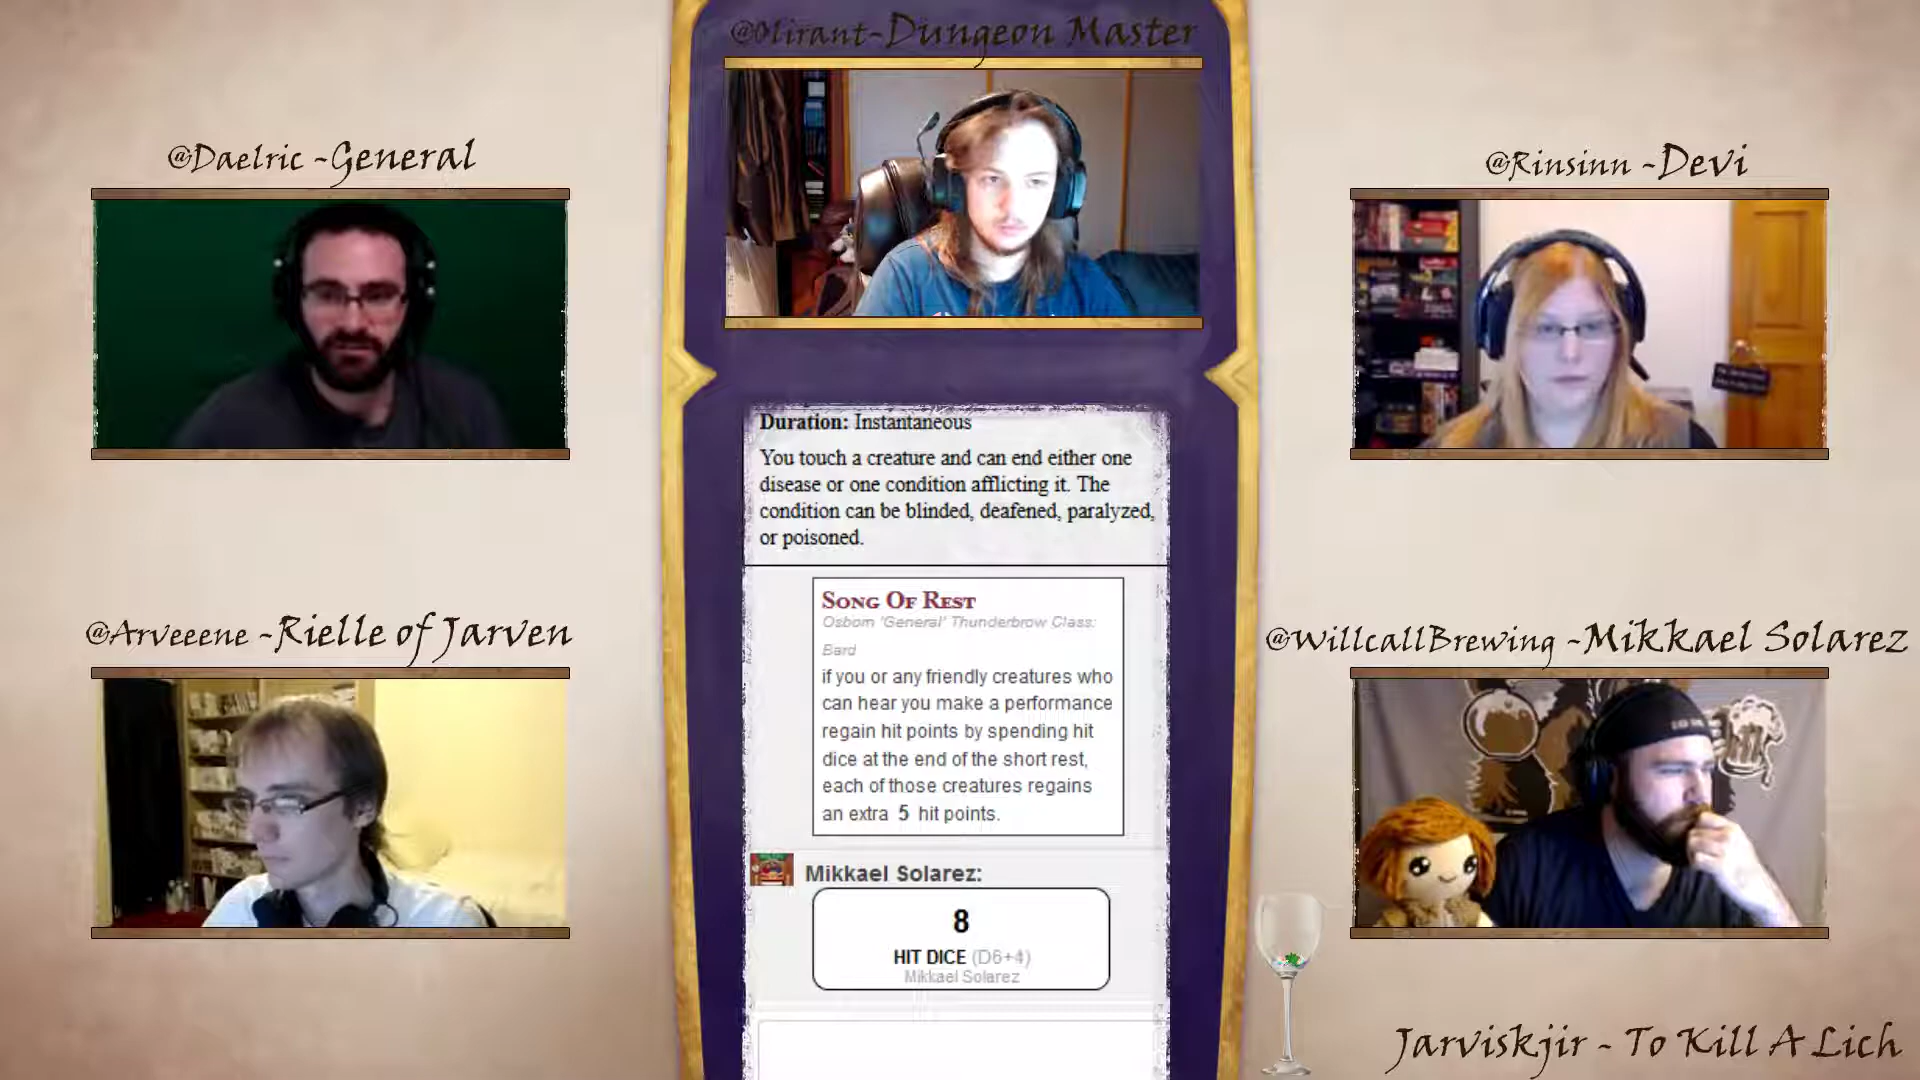 @Olirant-Dungeon Master
@Daelric -General
@Rinsinn -Devi
Duration: Instantaneous
You touch a creature and can end either one
disease or one condition afflicting it. The
condition can be blinded, deafened, paralyzed,
or poisoned.
Song Of Rest
Osborn 'General' Thunderbrow Class:
Bard
if you or any friendly creatures who
can hear you make a performance
regain hit points by spending hit
dice at the end of the short rest,
each of those creatures regains
an extra 5 hit points.
@Arveeene -Rielle of Jarven
@WillcallBrewing -Mikkael Solarez
Mikkael Solarez:
8
HIT DICE (D6+4)
Mikkael Solarez
Jarviskjir - To Kill A Lich